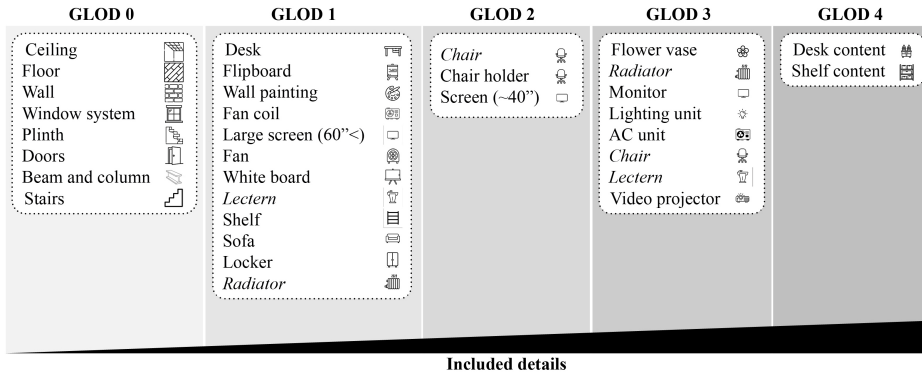 GLOD 0
Ceiling
Floor
Wall
Window system
Plinth
Doors
Beam and column
Stairs
GLOD 1
Desk
Flipboard
Wall painting
Fan coil
Large screen (60”<)
Fan
White board
Lectern
Shelf
Sofa
Locker
Radiator
GLOD 2
Chair
Chair holder
Screen (~40”)
GLOD 3
Flower vase
Radiator
Monitor
Lighting unit
AC unit
Chair
Lectern
Video projector
GLOD 4
Desk content
Shelf content
Included details